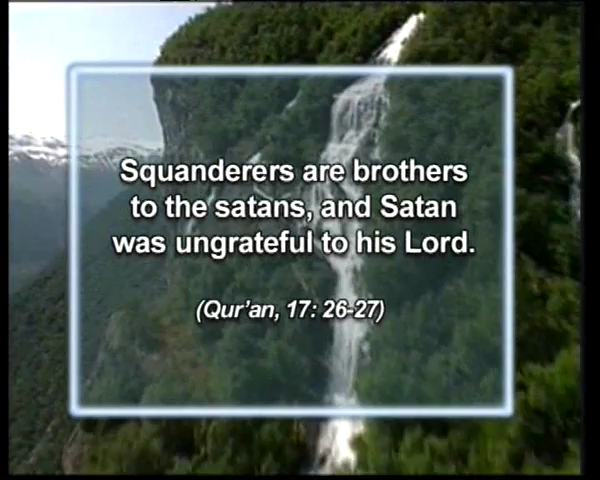 Squanderers are brothers
to the satans, and Satan
was ungrateful to his Lord.
(Qur'an, 17: 26-27)